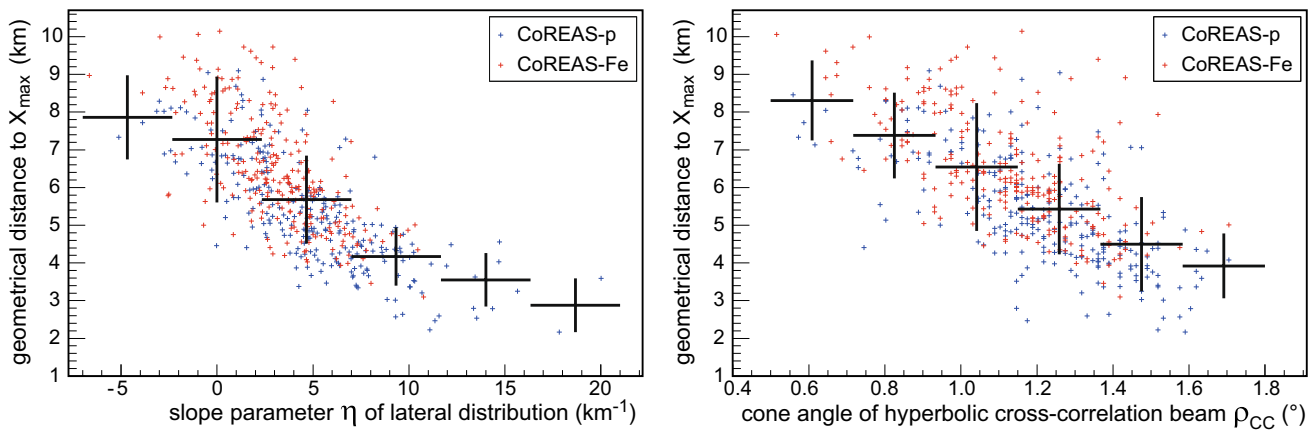 geometrical distance to Xmax (km)
10
9
8
7
6
5
4
3
2
1
CoREAS-p
CoREAS-Fe
-5 0 5 10 15 20
slope parameter η of lateral distribution (km⁻¹)
geometrical distance to Xmax (km)
10
9
8
7
6
5
4
3
2
1
CoREAS-p
CoREAS-Fe
0.4 0.6 0.8 1.0 1.2 1.4 1.6 1.8
cone angle of hyperbolic cross-correlation beam ρCC (°)